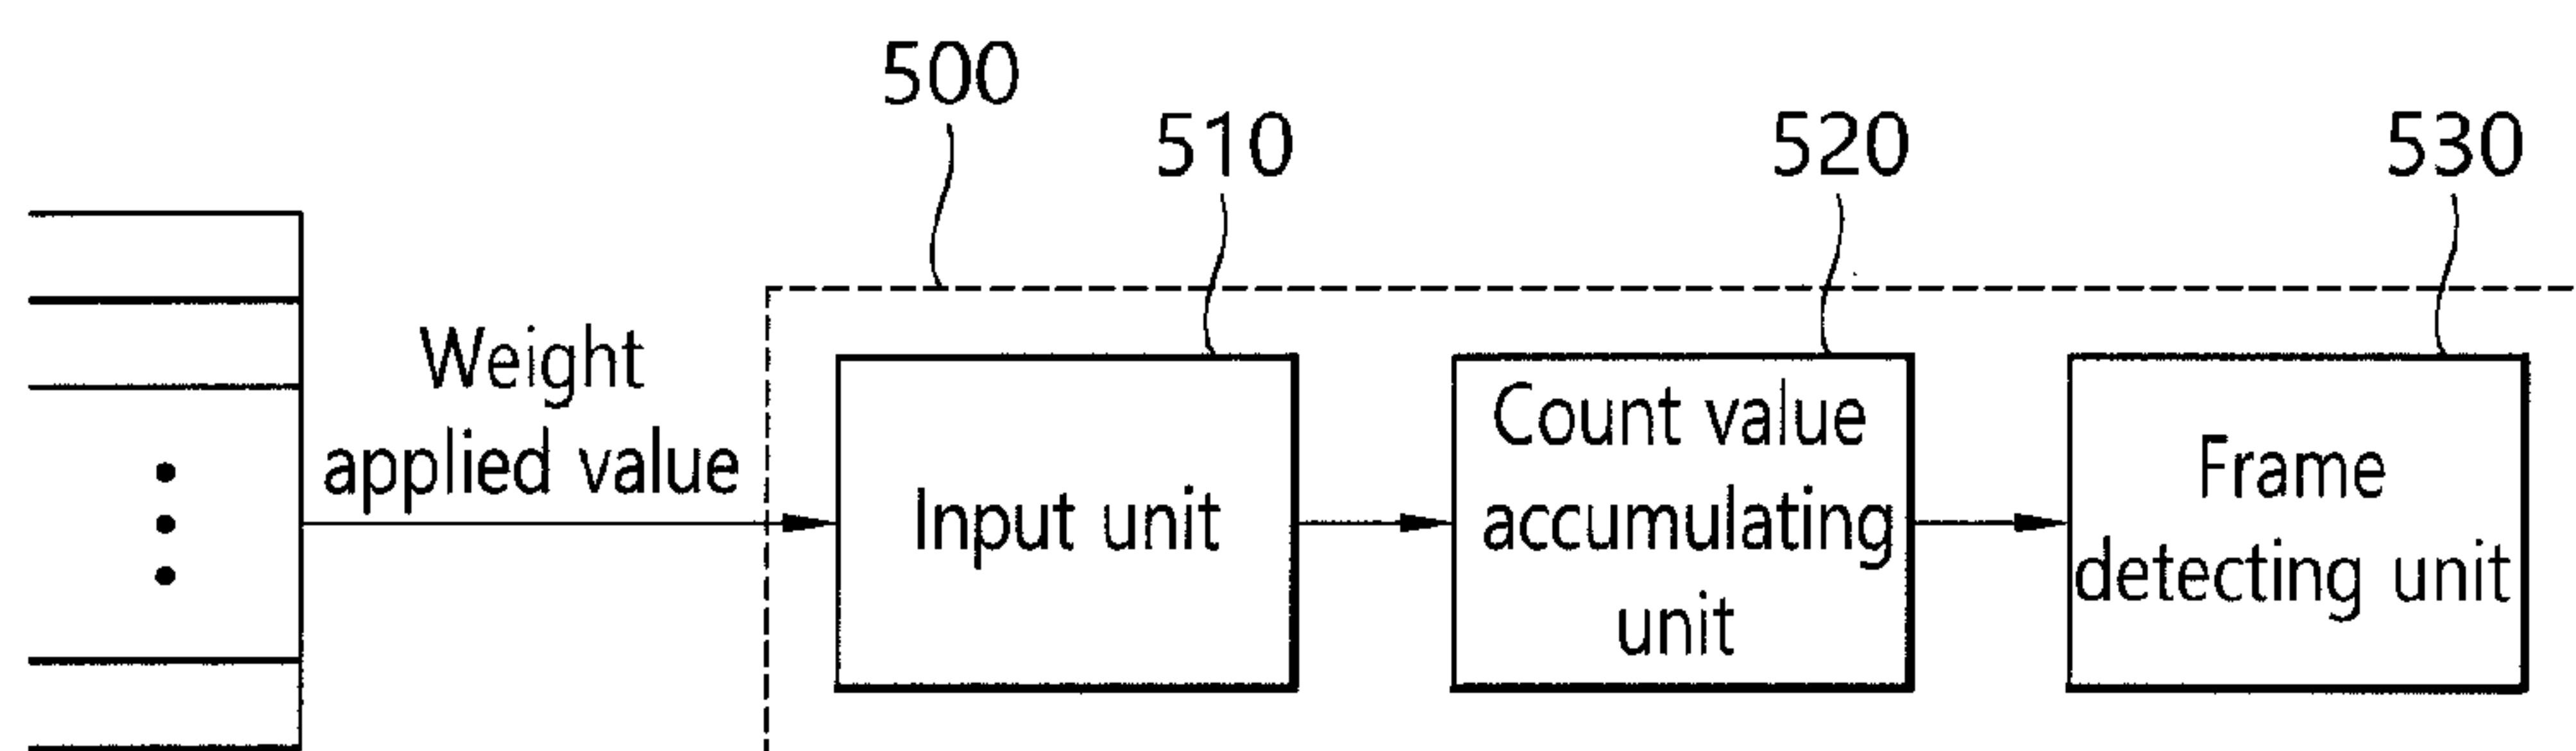 500
510
520
530
Weight
applied value
Input unit
Count value
accumulating
unit
Frame
detecting unit